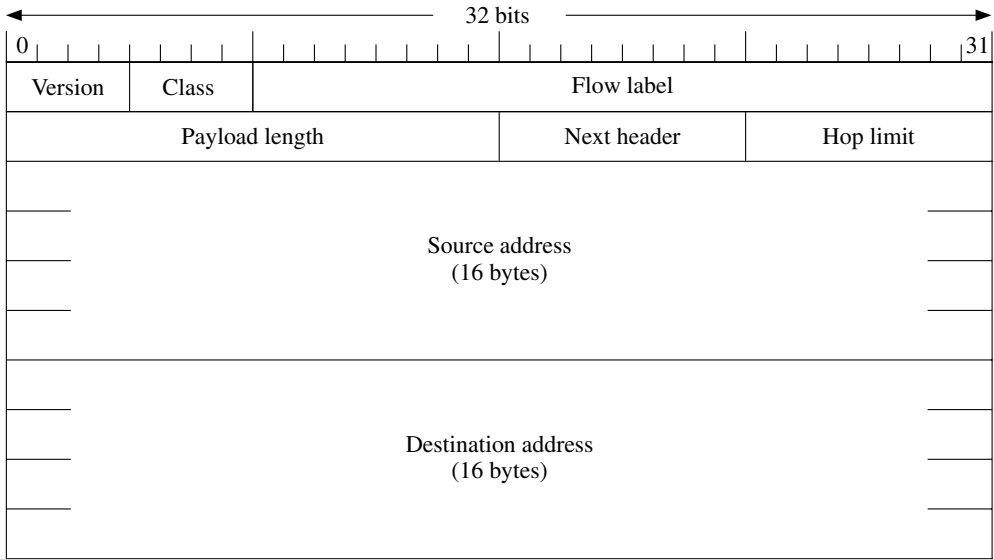 32 bits
0 31
Version Class Flow label
Payload length Next header Hop limit
Source address
(16 bytes)
Destination address
(16 bytes)